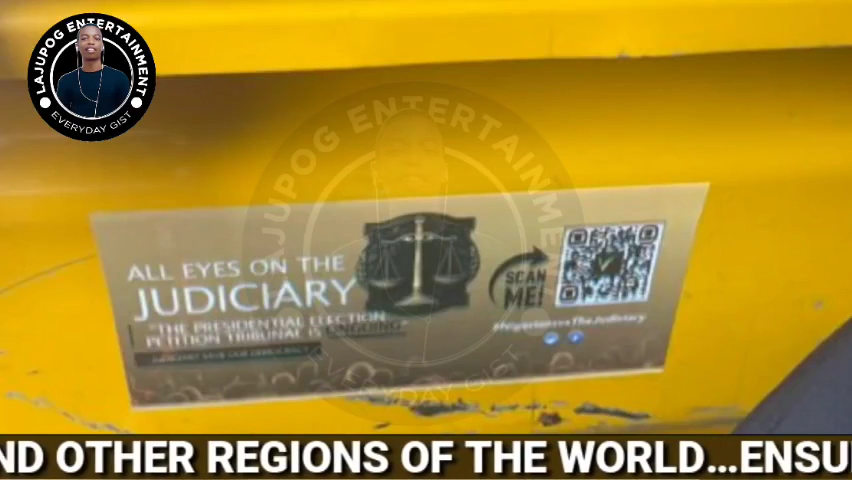 LAJUPOG ENTERTAINMENT
EVERYDAY GIST
LAJUPOG ENTERTAINMENT
EVERYDAY GIST
ALL EYES ON THE
JUDICIARY
"THE PRESIDENTIAL ELECTION
PETITION TRIBUNAL IS ONGOING"
SCAN
ME!
#NigeriansvsTheJudiciary
ND OTHER REGIONS OF THE WORLD...ENSU